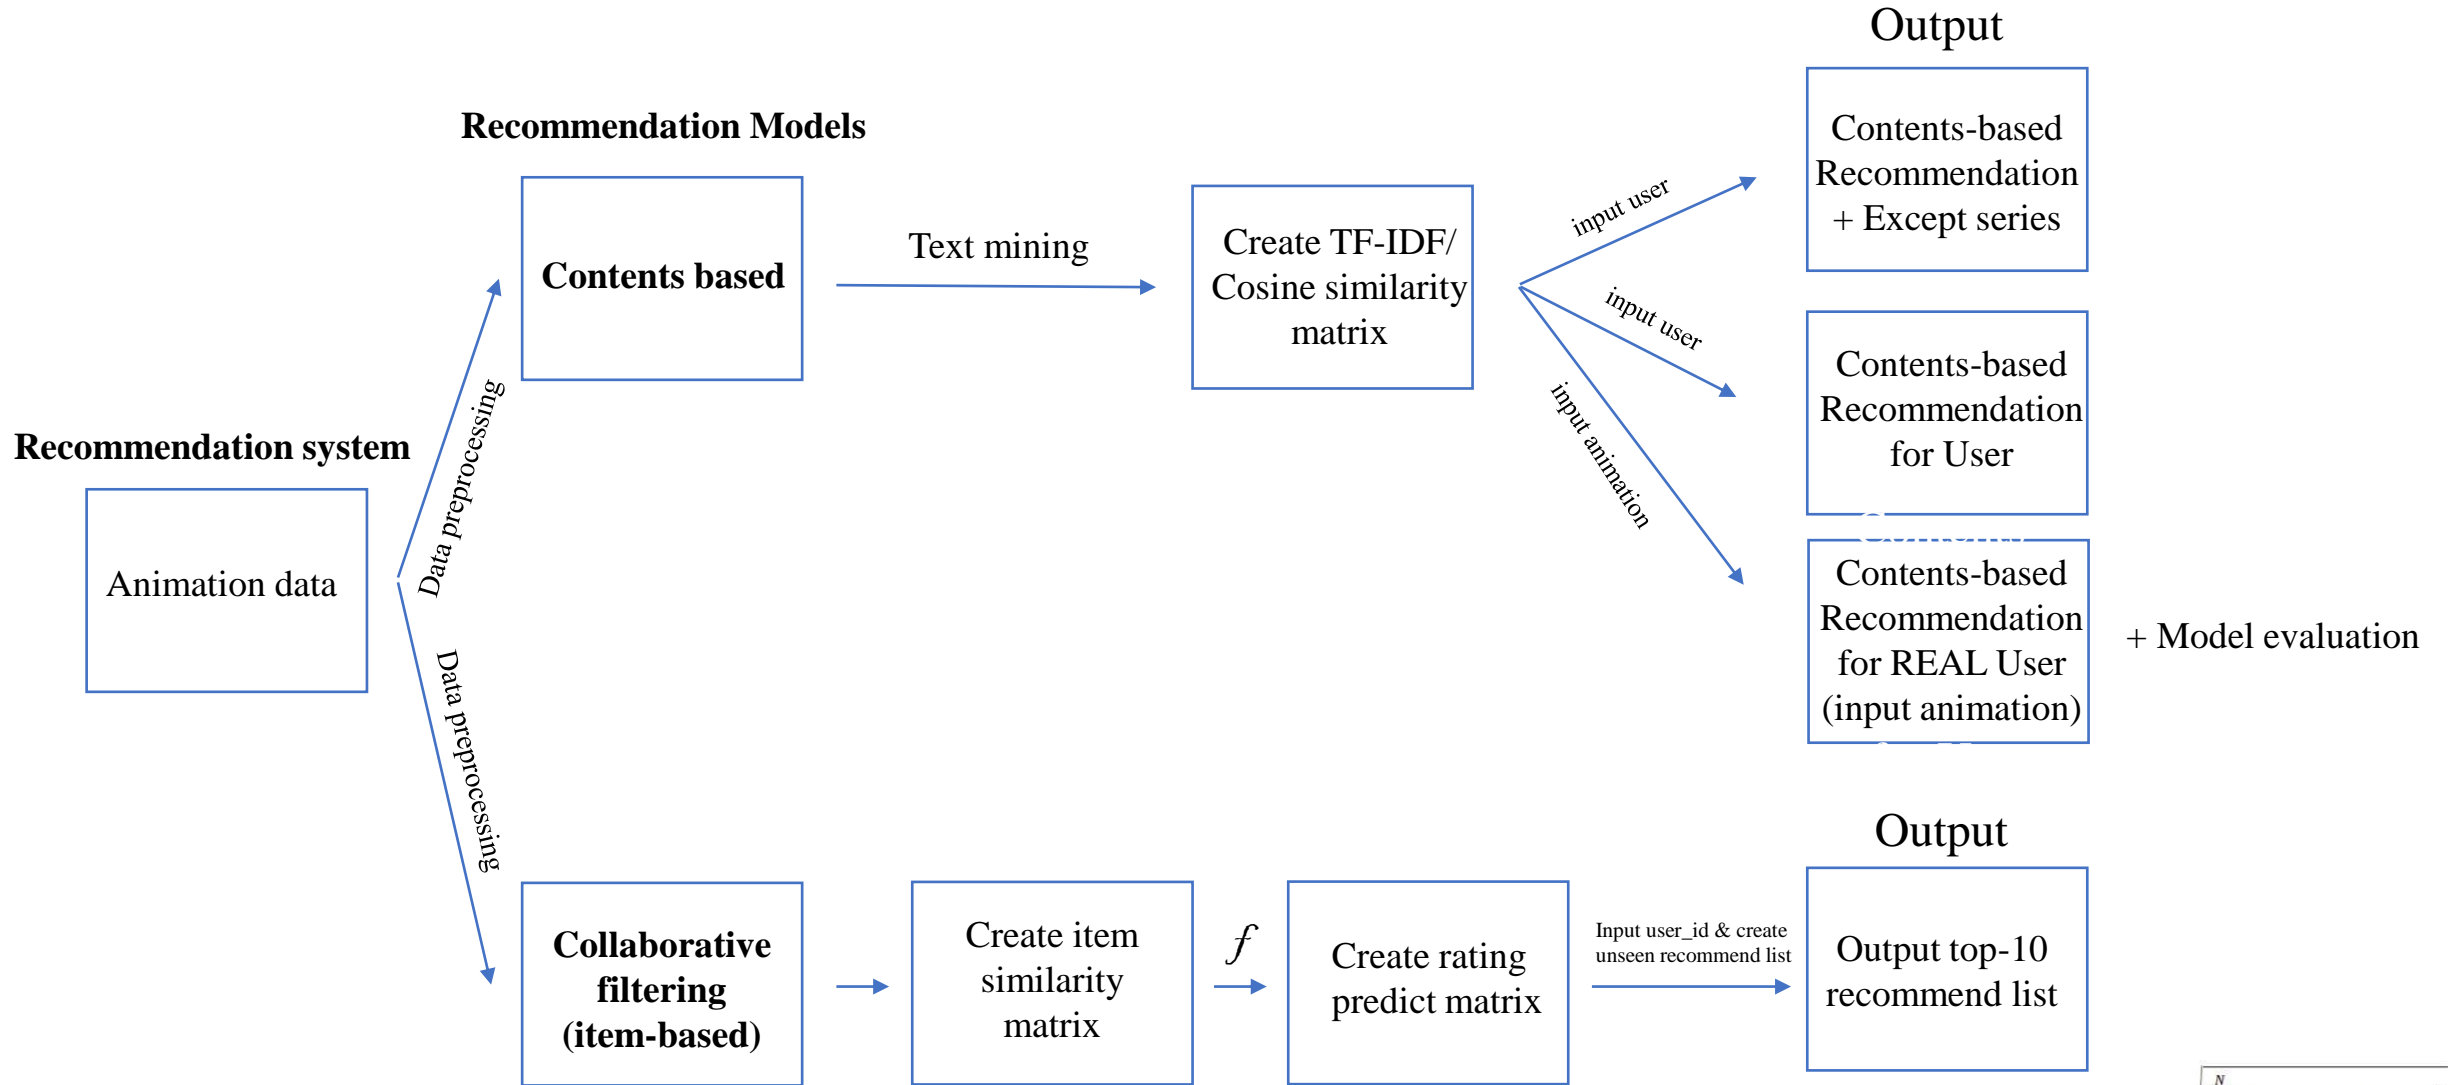 Output
Recommendation Models
Contents-based
Recommendation
+ Except series
Contents based
Text mining
Create TF-IDF/
Cosine similarity
matrix
input user
input user
input animation
Contents-based
Recommendation
for User
Recommendation system
Animation data
Data preprocessing
Data preprocessing
Contents-based
Recommendation
for REAL User
(input animation)
+ Model evaluation
Output
Collaborative
filtering
(item-based)
Create item
similarity
matrix
f
Create rating
predict matrix
Input user_id & create
unseen recommend list
Output top-10
recommend list
N